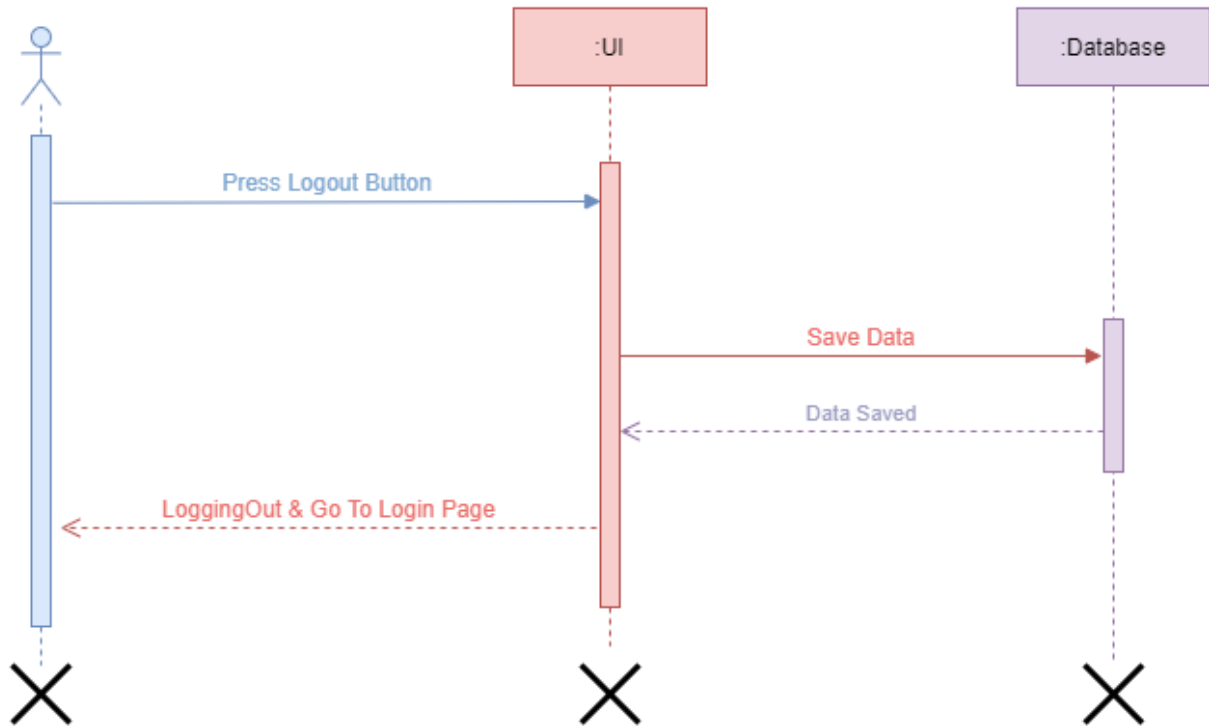 :UI
:Database
Press Logout Button
Save Data
Data Saved
LoggingOut & Go To Login Page